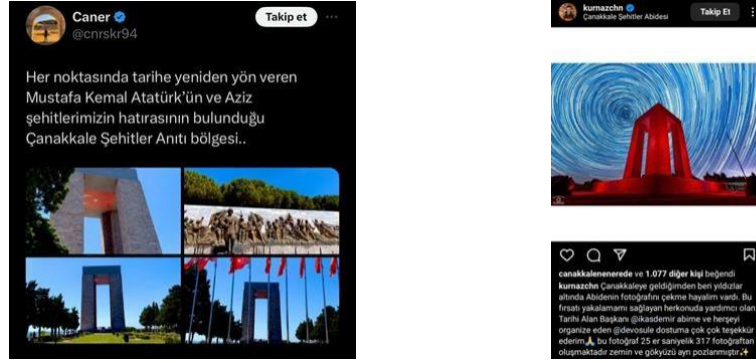 Caner
@cnrskr94
Takip et
Her noktasında tarihe yeniden yön veren
Mustafa Kemal Atatürk'ün ve Aziz
şehitlerimizin hatırasının bulunduğu
Çanakkale Şehitler Anıtı bölgesi..
kurnazchn
Çanakkale Şehitler Abidesi
Takip Et
canakkalenenerede ve 1.077 diğer kişi beğendi
kurnazchn Çanakkaleye geldiğimden beri yıldızlar
altında Abidenin fotoğrafını çekme hayalim vardı. Bu
fırsatı yakalamamı sağlayan herkonuda yardımcı olan
Tarihi Alan Başkanı @ikasdemir abime ve herşeyi
organize eden @devosule dostuma çok çok teşekkür
ederim🙏 bu fotoğraf 25 er saniyelik 317 fotoğraftan
oluşmaktadır zemin ve gökyüzü ayrı pozlanmıştır✨